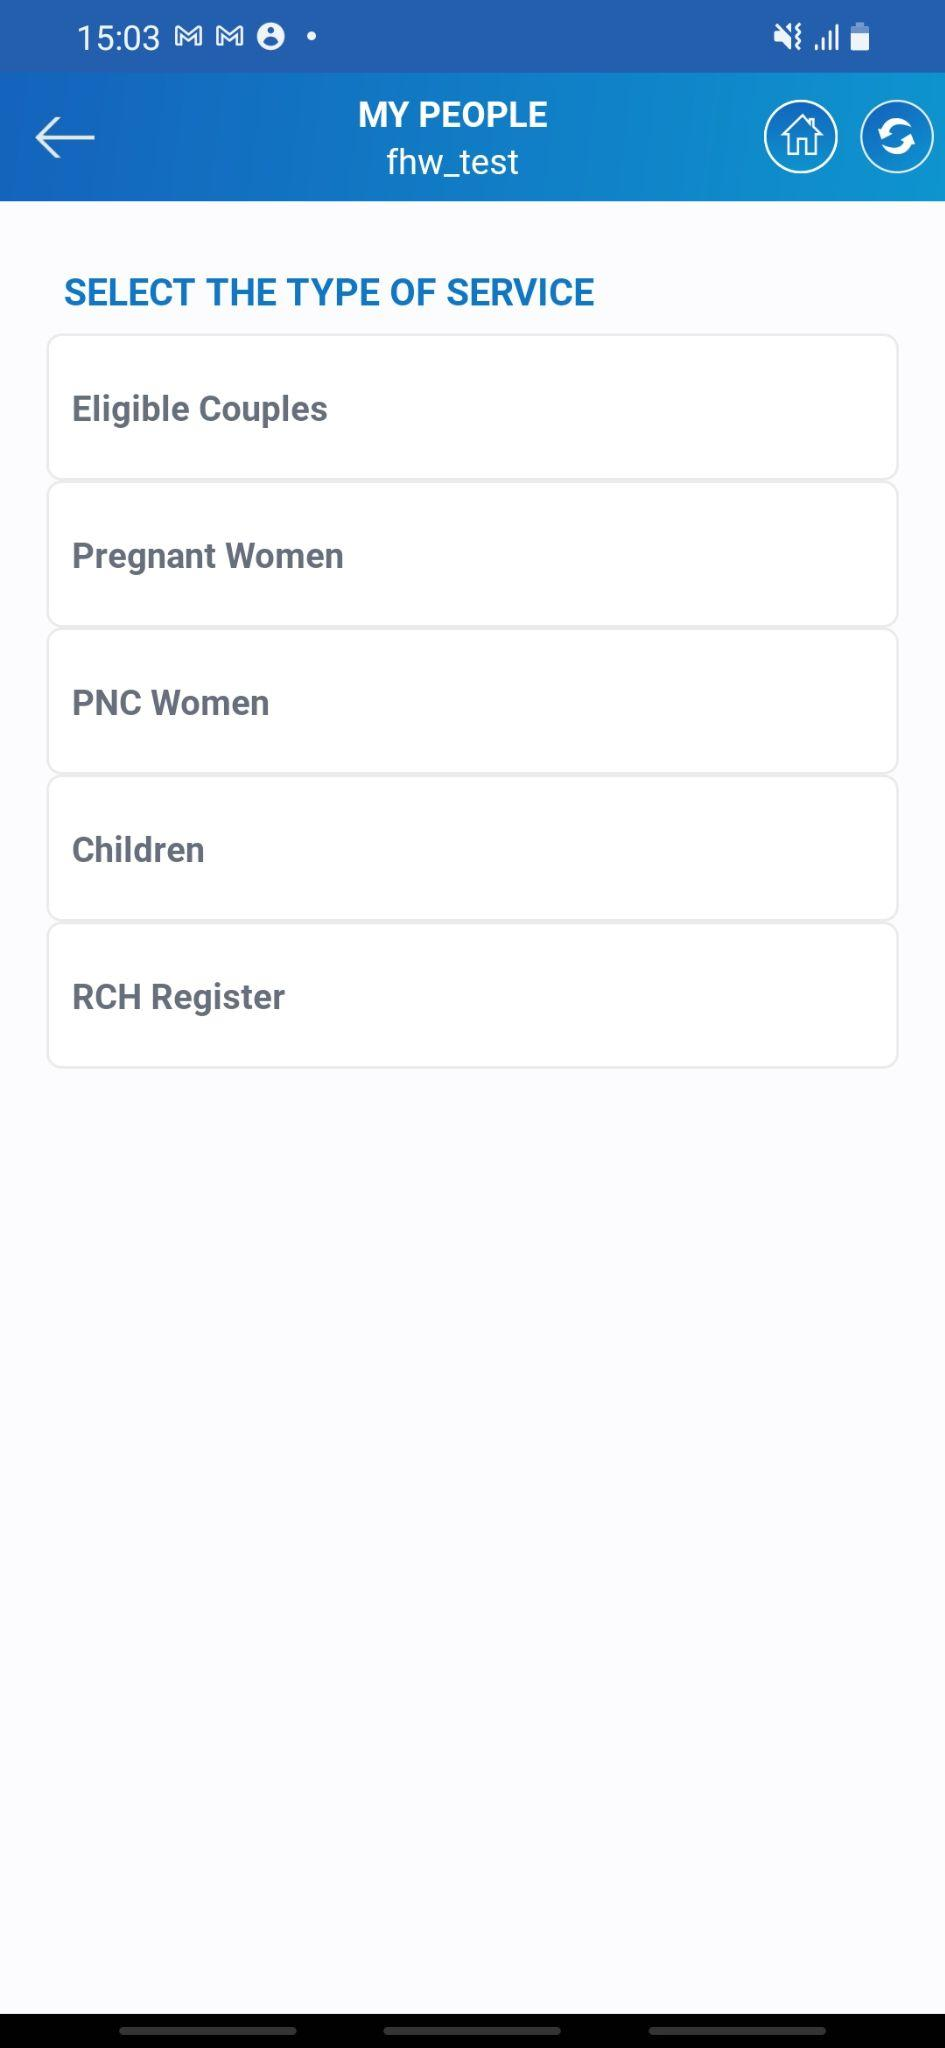 15:03
MY PEOPLE
fhw_test
SELECT THE TYPE OF SERVICE
Eligible Couples
Pregnant Women
PNC Women
Children
RCH Register